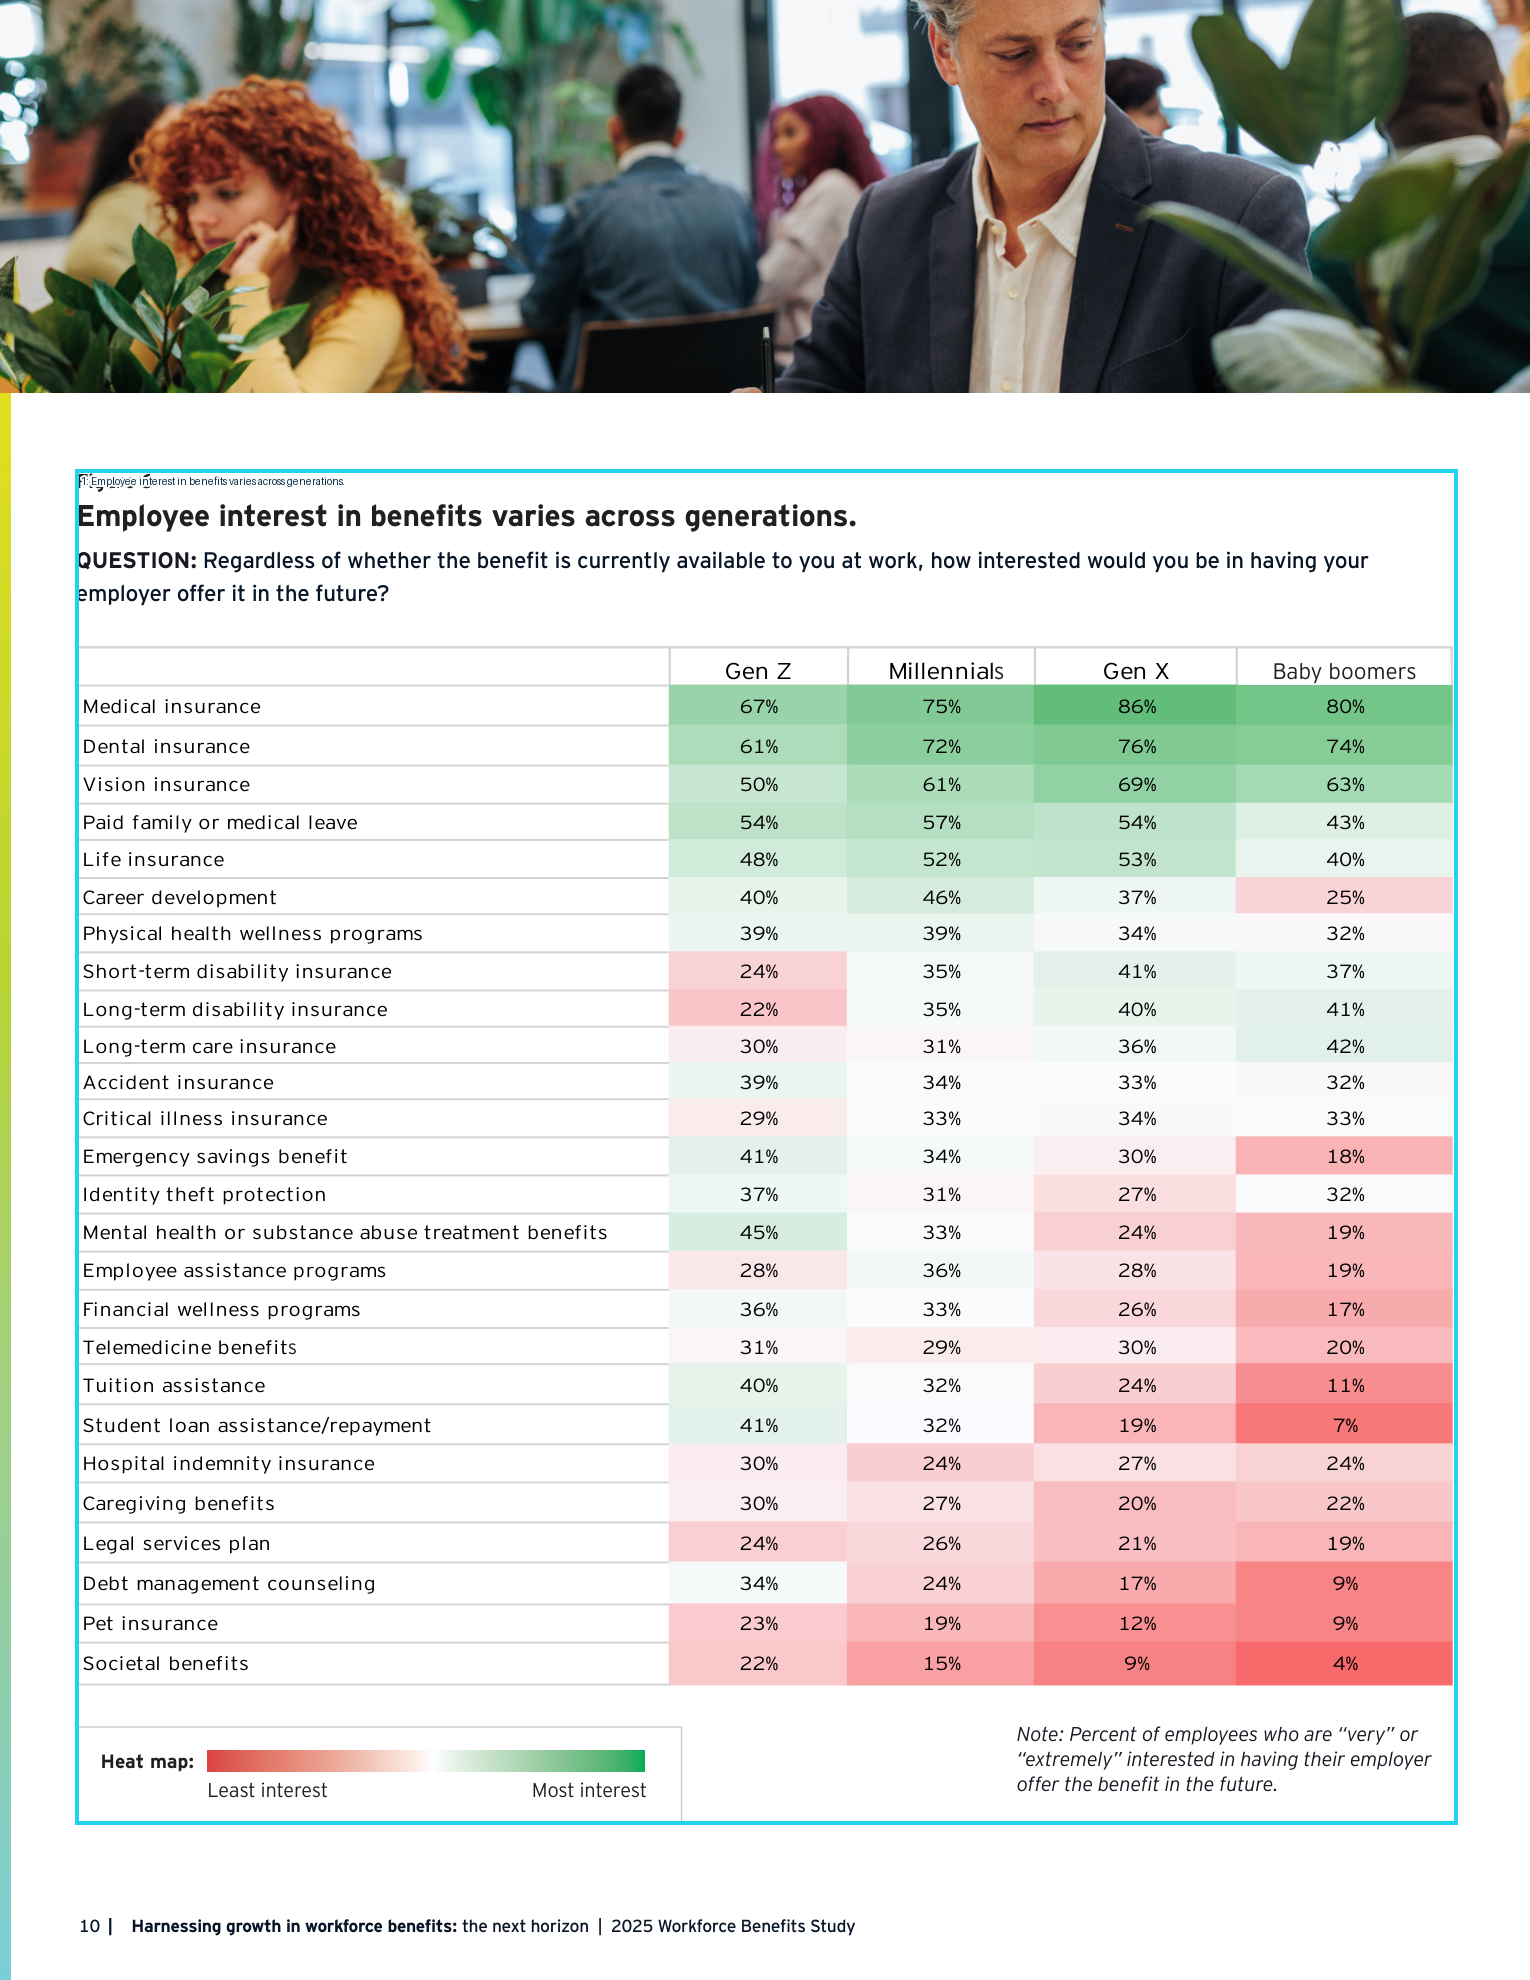 1: Employee interest in benefits varies across generations.
Employee interest in benefits varies across generations.
QUESTION: Regardless of whether the benefit is currently available to you at work, how interested would you be in having your
employer offer it in the future?
Gen Z Millennials Gen X Baby boomers
Medical insurance 67% 75% 86% 80%
Dental insurance 61% 72% 76% 74%
Vision insurance 50% 61% 69% 63%
Paid family or medical leave 54% 57% 54% 43%
Life insurance 48% 52% 53% 40%
Career development 40% 46% 37% 25%
Physical health wellness programs 39% 39% 34% 32%
Short-term disability insurance 24% 35% 41% 37%
Long-term disability insurance 22% 35% 40% 41%
Long-term care insurance 30% 31% 36% 42%
Accident insurance 39% 34% 33% 32%
Critical illness insurance 29% 33% 34% 33%
Emergency savings benefit 41% 34% 30% 18%
Identity theft protection 37% 31% 27% 32%
Mental health or substance abuse treatment benefits 45% 33% 24% 19%
Employee assistance programs 28% 36% 28% 19%
Financial wellness programs 36% 33% 26% 17%
Telemedicine benefits 31% 29% 30% 20%
Tuition assistance 40% 32% 24% 11%
Student loan assistance/repayment 41% 32% 19% 7%
Hospital indemnity insurance 30% 24% 27% 24%
Caregiving benefits 30% 27% 20% 22%
Legal services plan 24% 26% 21% 19%
Debt management counseling 34% 24% 17% 9%
Pet insurance 23% 19% 12% 9%
Societal benefits 22% 15% 9% 4%
Heat map:
Least interest Most interest
Note: Percent of employees who are “very” or
“extremely” interested in having their employer
offer the benefit in the future.
10 | Harnessing growth in workforce benefits: the next horizon | 2025 Workforce Benefits Study